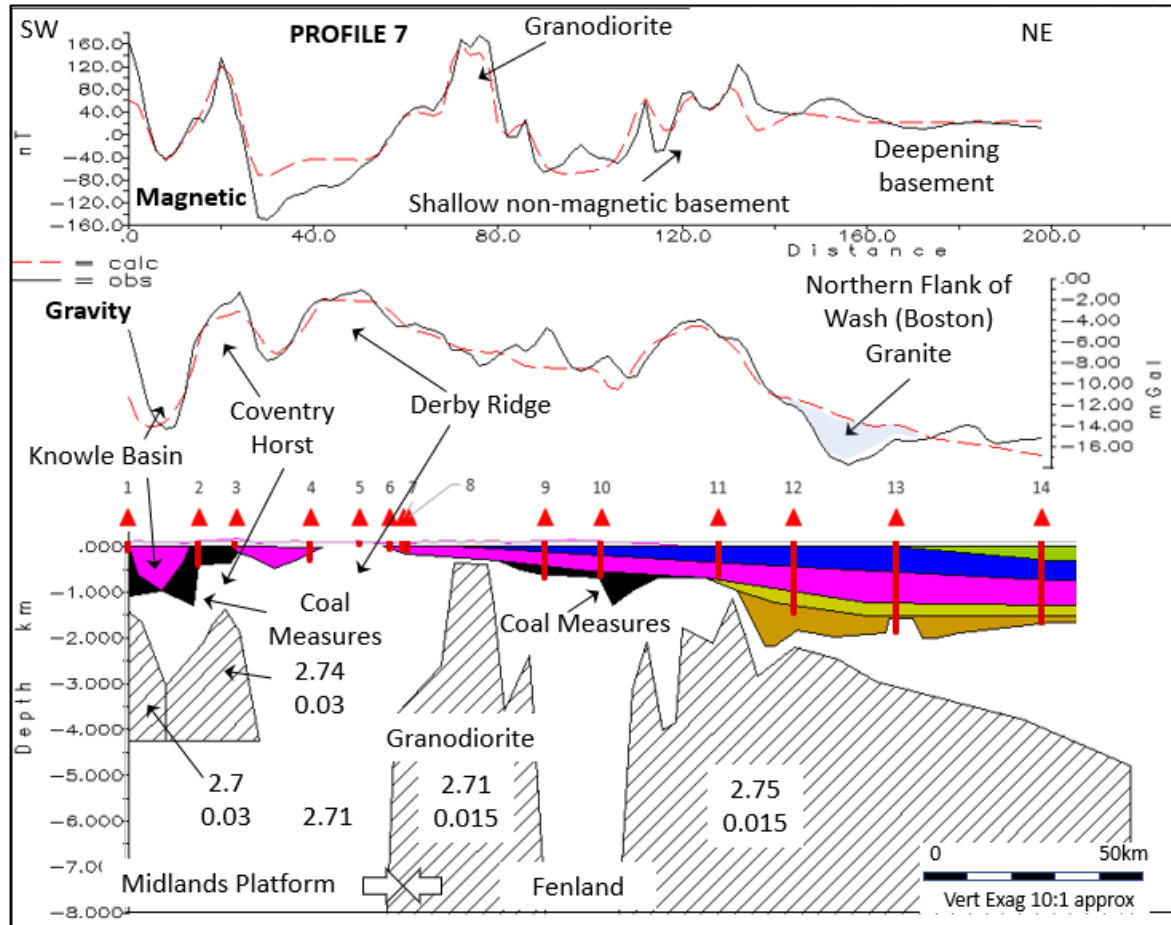 SW
PROFILE 7
Granodiorite
NE
160.0
120.0
80.0
40.0
.0
-40.0
-80.0
-120.0
-160.0
nT
Magnetic
Shallow non-magnetic basement
Deepening
basement
.0
40.0
80.0
120.0
160.0
200.0
Distance
= calc
= obs
Gravity
Northern Flank of
Wash (Boston)
Granite
.00
-2.00
-4.00
-6.00
-8.00
-10.00
-12.00
-14.00
-16.00
mGal
Coventry
Horst
Derby Ridge
Knowle Basin
1
2
3
4
5
6
7
8
9
10
11
12
13
14
.000
-1.000
-2.000
-3.000
-4.000
-5.000
-6.000
-7.00
-8.000
Depth km
Coal
Measures
Coal Measures
2.74
0.03
Granodiorite
2.7
0.03
2.71
2.71
0.015
2.75
0.015
Midlands Platform
Fenland
0
50km
Vert Exag 10:1 approx